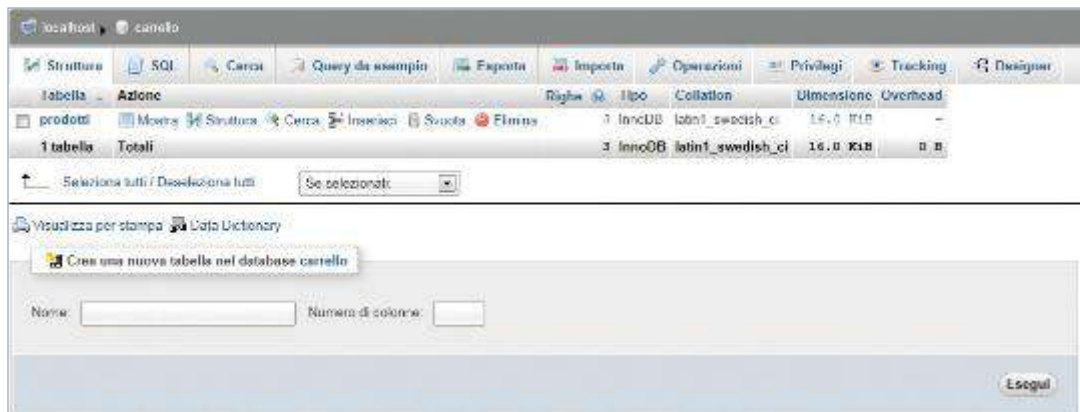 localhost ▸ carrello
Struttura SQL Cerca Query da esempio Esporta Importa Operazioni Privilegi Tracking Designer
Tabella Azione Righe Tipo Collation Dimensione Overhead
prodotti Mostra Struttura Cerca Inserisci Svuota Elimina 3 InnoDB latin1_swedish_ci 16.0 KiB -
1 tabella Totali 3 InnoDB latin1_swedish_ci 16.0 KiB 0 B
Seleziona tutti / Deseleziona tutti Se selezionati:
Visualizza per stampa Data Dictionary
Crea una nuova tabella nel database carrello
Nome: Numero di colonne:
Esegui